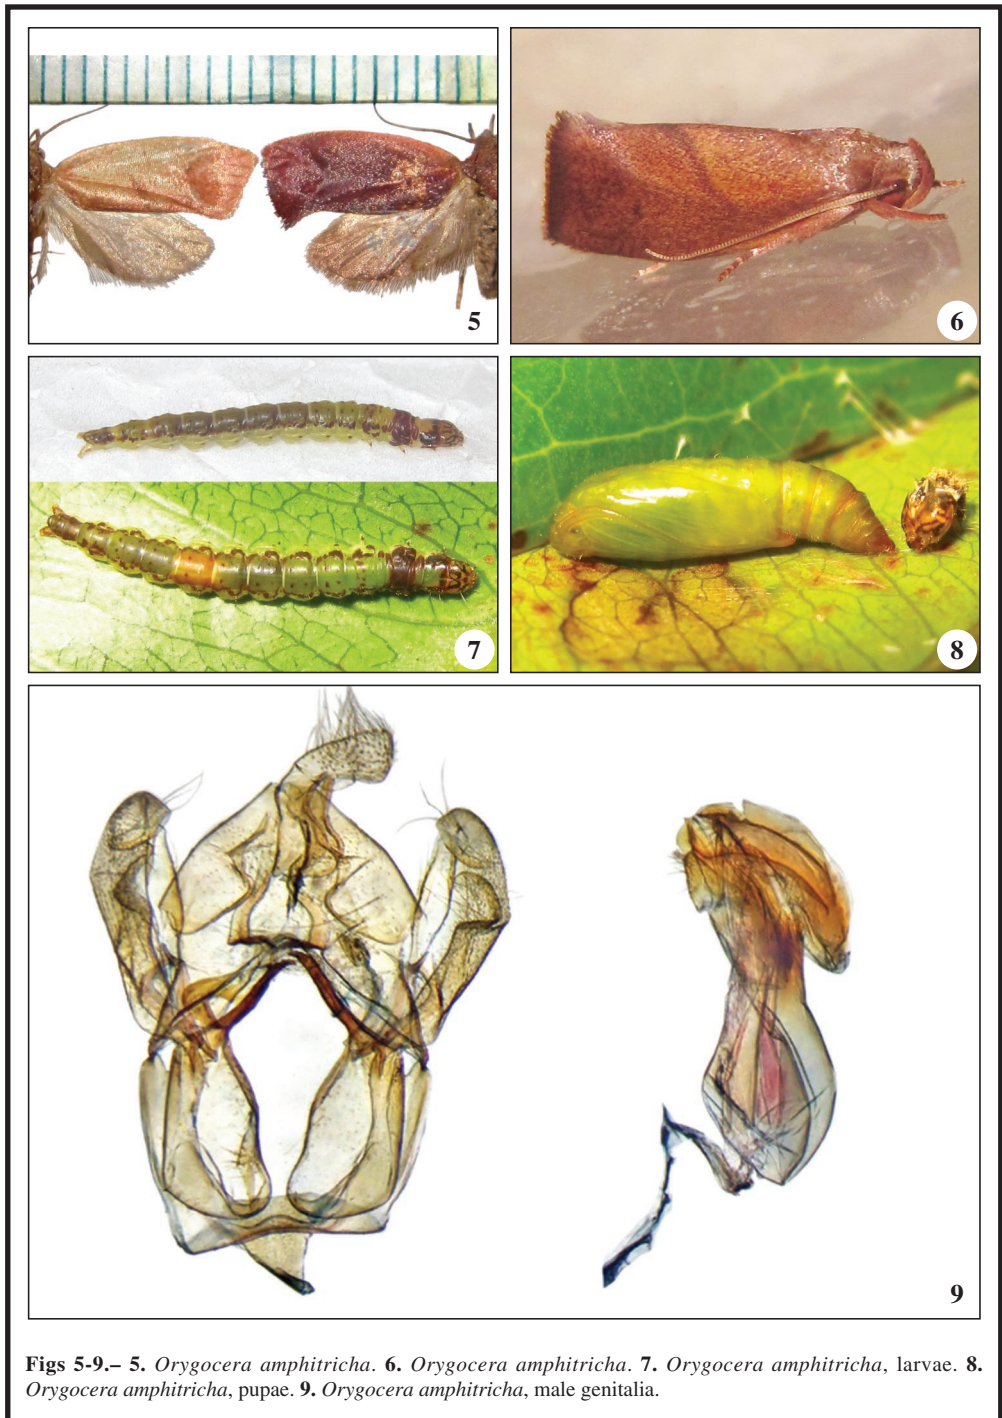 5
6
7
8
9
Figs 5-9.– 5. Orygocera amphitricha. 6. Orygocera amphitricha. 7. Orygocera amphitricha, larvae. 8.
Orygocera amphitricha, pupae. 9. Orygocera amphitricha, male genitalia.